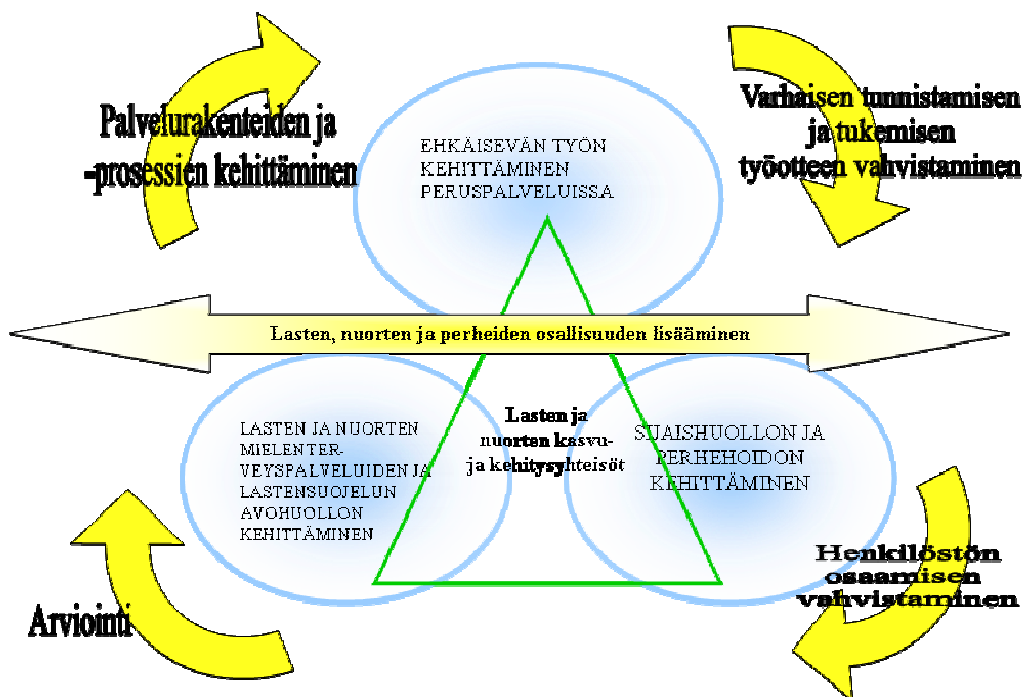 Palvelurakenteiden ja
-prosessien kehittäminen
Varhaisen tunnistamisen
ja tukemisen
työotteen vahvistaminen
EHKÄISEVÄN TYÖN
KEHITTÄMINEN
PERUSPALVELUISSA
Lasten, nuorten ja perheiden osallisuuden lisääminen
LASTEN JA NUORTEN
MIELENTER-
VEYSPALVELUIDEN JA
LASTENSUOJELUN
AVOHUOLLON
KEHITTÄMINEN
Lasten ja
nuorten kasvu-
ja kehitysyhteisöt
SIJAISHUOLLON JA
PERHEHOIDON
KEHITTÄMINEN
Arviointi
Henkilöstön
osaamisen
vahvistaminen